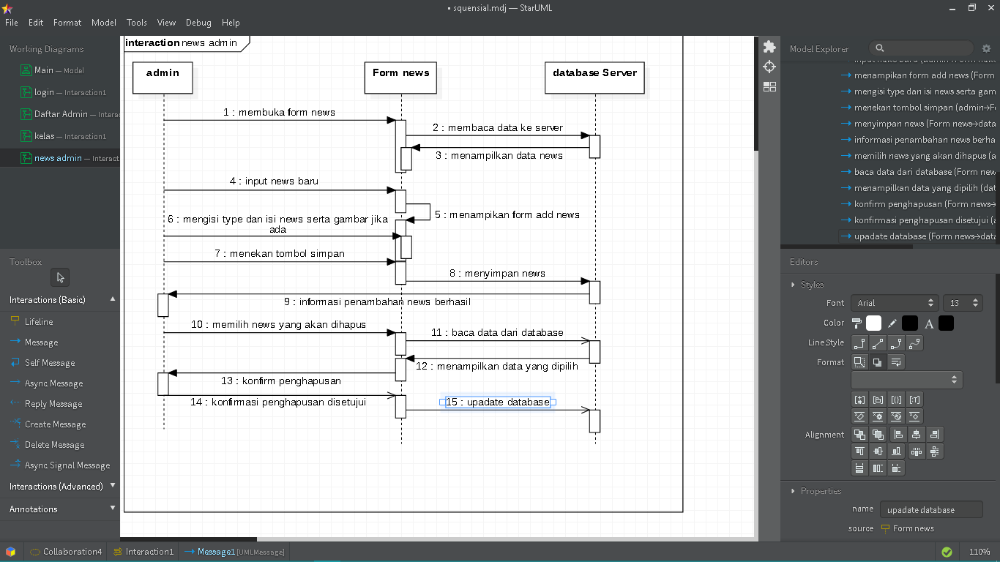 • squensial.mdj — StarUML
File Edit Format Model Tools View Debug Help
Working Diagrams
Main — Model
login — Interaction1
Daftar Admin — Interac
kelas — Interaction1
news admin — Interact
Toolbox
Interactions (Basic)
Lifeline
Message
Self Message
Async Message
Reply Message
Create Message
Delete Message
Async Signal Message
Interactions (Advanced)
Annotations
interaction news admin
admin
Form news
database Server
1 : membuka form news
2 : membaca data ke server
3 : menampilkan data news
4 : input news baru
5 : menampikan form add news
6 : mengisi type dan isi news serta gambar jika
ada
7 : menekan tombol simpan
8 : menyimpan news
9 : informasi penambahan news berhasil
10 : memilih news yang akan dihapus
11 : baca data dari database
12 : menampilkan data yang dipilih
13 : konfirm penghapusan
14 : konfirmasi penghapusan disetujui
15 : upadate database
Model Explorer
menampikan form add news (Form
mengisi type dan isi news serta gam
menekan tombol simpan (admin→Fo
menyimpan news (Form news→data
informasi penambahan news berha
memilih news yang akan dihapus (a
baca data dari database (Form new
menampilkan data yang dipilih (dat
konfirm penghapusan (Form news→
konfirmasi penghapusan disetujui (a
upadate database (Form news→data
Editors
Styles
Font Arial 13
Color A
Line Style
Format
Alignment
Properties
name upadate database
source Form news
Collaboration4 Interaction1 Message1 [UMLMessage] 110%